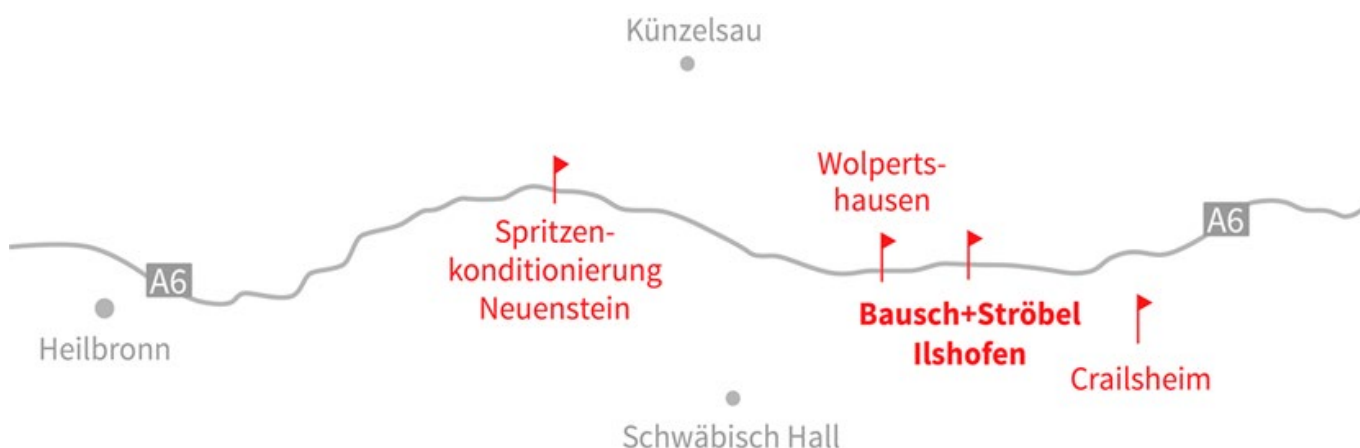 Künzelsau
Wolperts-
hausen
A6
Spritzen-
konditionierung
Neuenstein
A6
Heilbronn
Bausch+Ströbel
Ilshofen
Crailsheim
Schwäbisch Hall